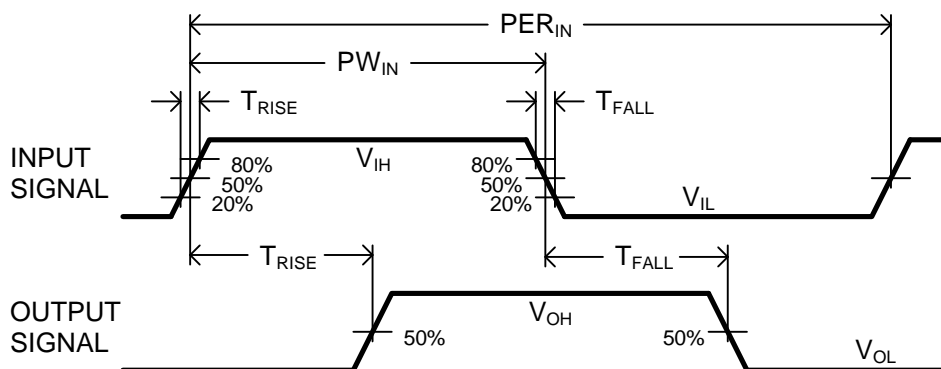 PER_IN
PW_IN
T_RISE
T_FALL
INPUT
SIGNAL
80%
50%
20%
V_IH
80%
50%
20%
V_IL
T_RISE
T_FALL
OUTPUT
SIGNAL
50%
V_OH
50%
V_OL